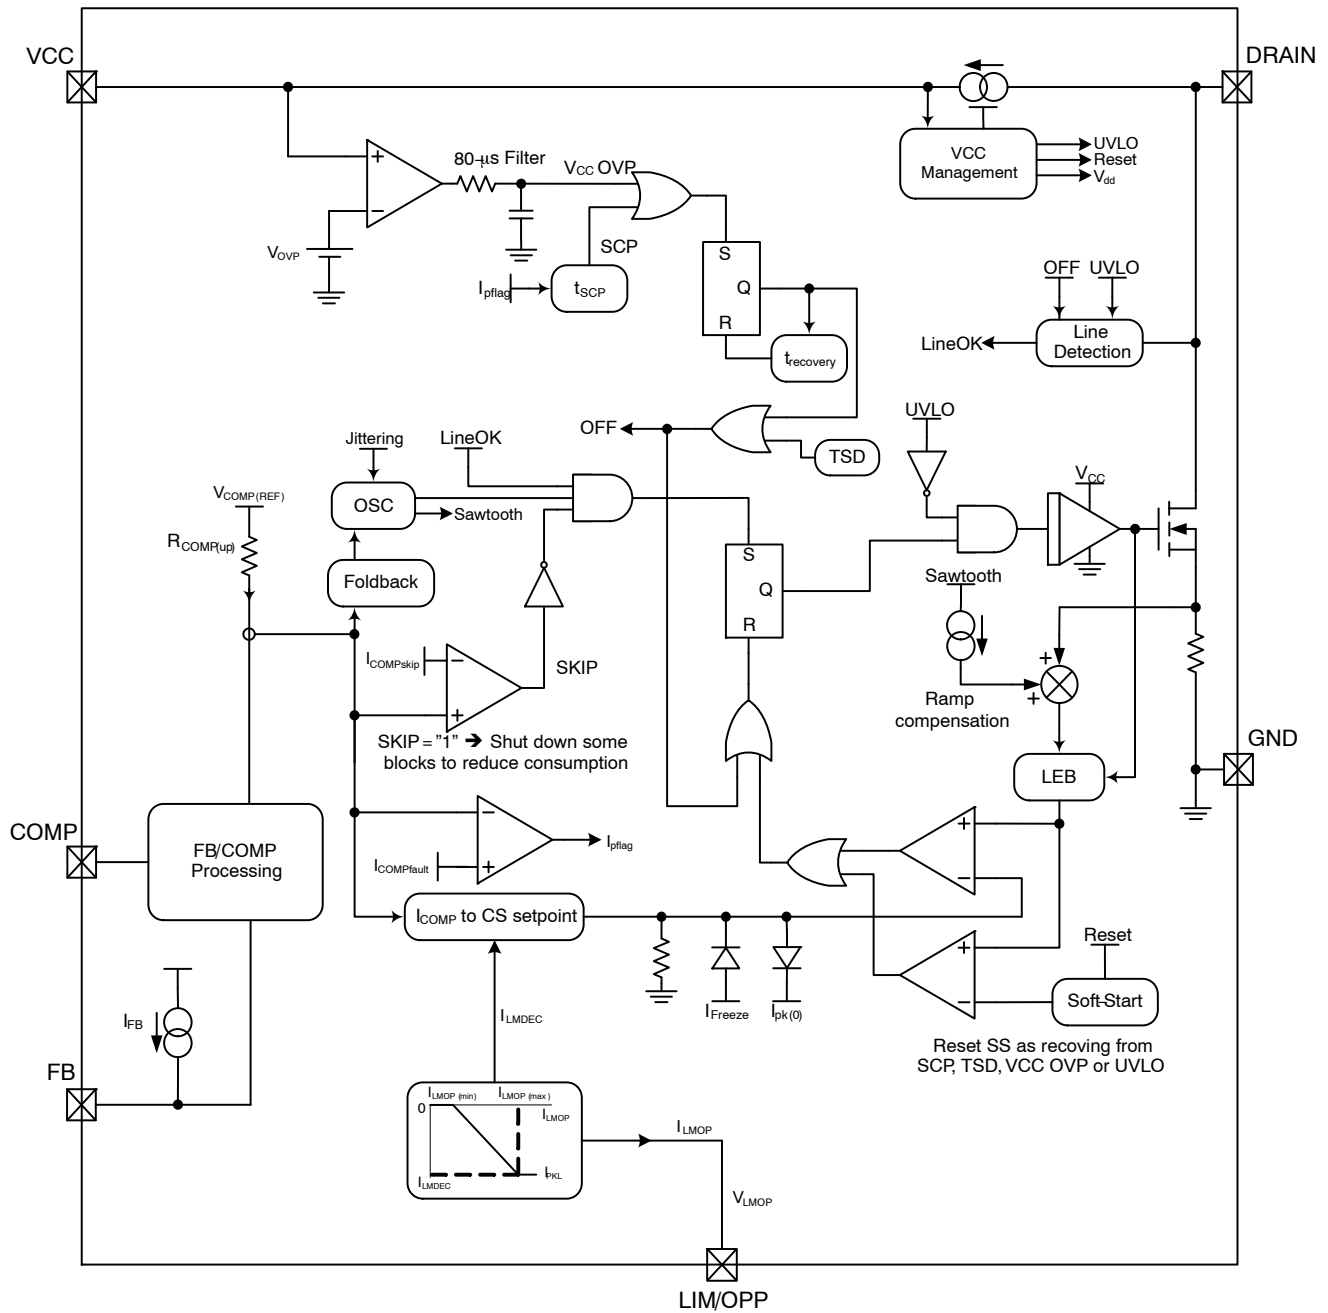 VCC
DRAIN
UVLO
Reset
Vdd
VCC
Management
80-μs Filter
VCC OVP
+
−
VOVP
SCP
Ipflag
tSCP
S
Q
R
trecovery
OFF
UVLO
LineOK
Line
Detection
OFF
TSD
UVLO
Jittering
LineOK
VCOMP(REF)
OSC
Sawtooth
VCC
RCOMP(up)
Foldback
S
Q
R
Sawtooth
ICOMPskip
−
+
SKIP
+
+
Ramp
compensation
SKIP = ”1” ➔ Shut down some
blocks to reduce consumption
GND
LEB
COMP
FB/COMP
Processing
−
+
Ipflag
ICOMPfault
+
−
ICOMP to CS setpoint
+
−
Reset
Soft-Start
IFreeze
Ipk(0)
IFB
ILMDEC
Reset SS as recoving from
SCP, TSD, VCC OVP or UVLO
FB
ILMOP(min)
ILMOP(max)
0
ILMOP
ILMDEC
IPKL
ILMOP
VLMOP
LIM/OPP